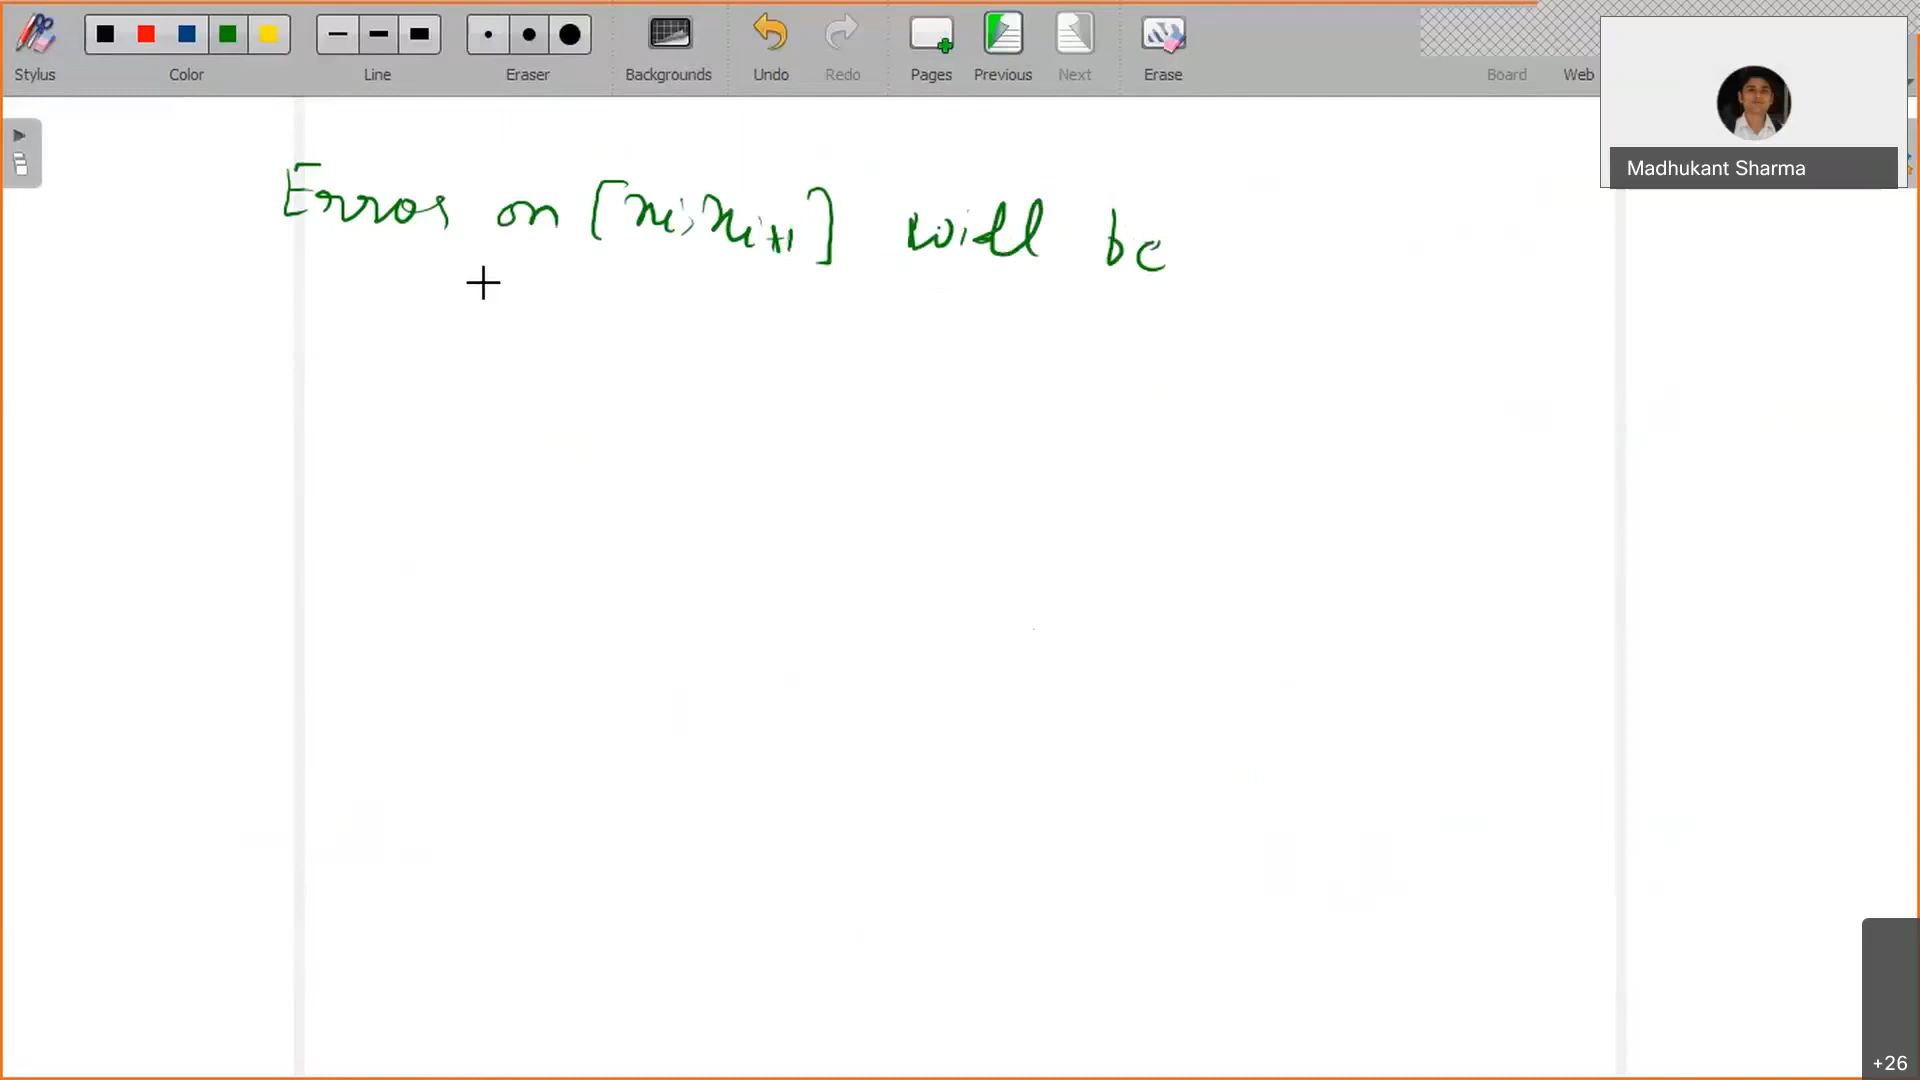 Stylus Color Line Eraser Backgrounds Undo Redo Pages Previous Next Erase Board Web
Madhukant Sharma
Error on [xi, xi+1] will be
+26